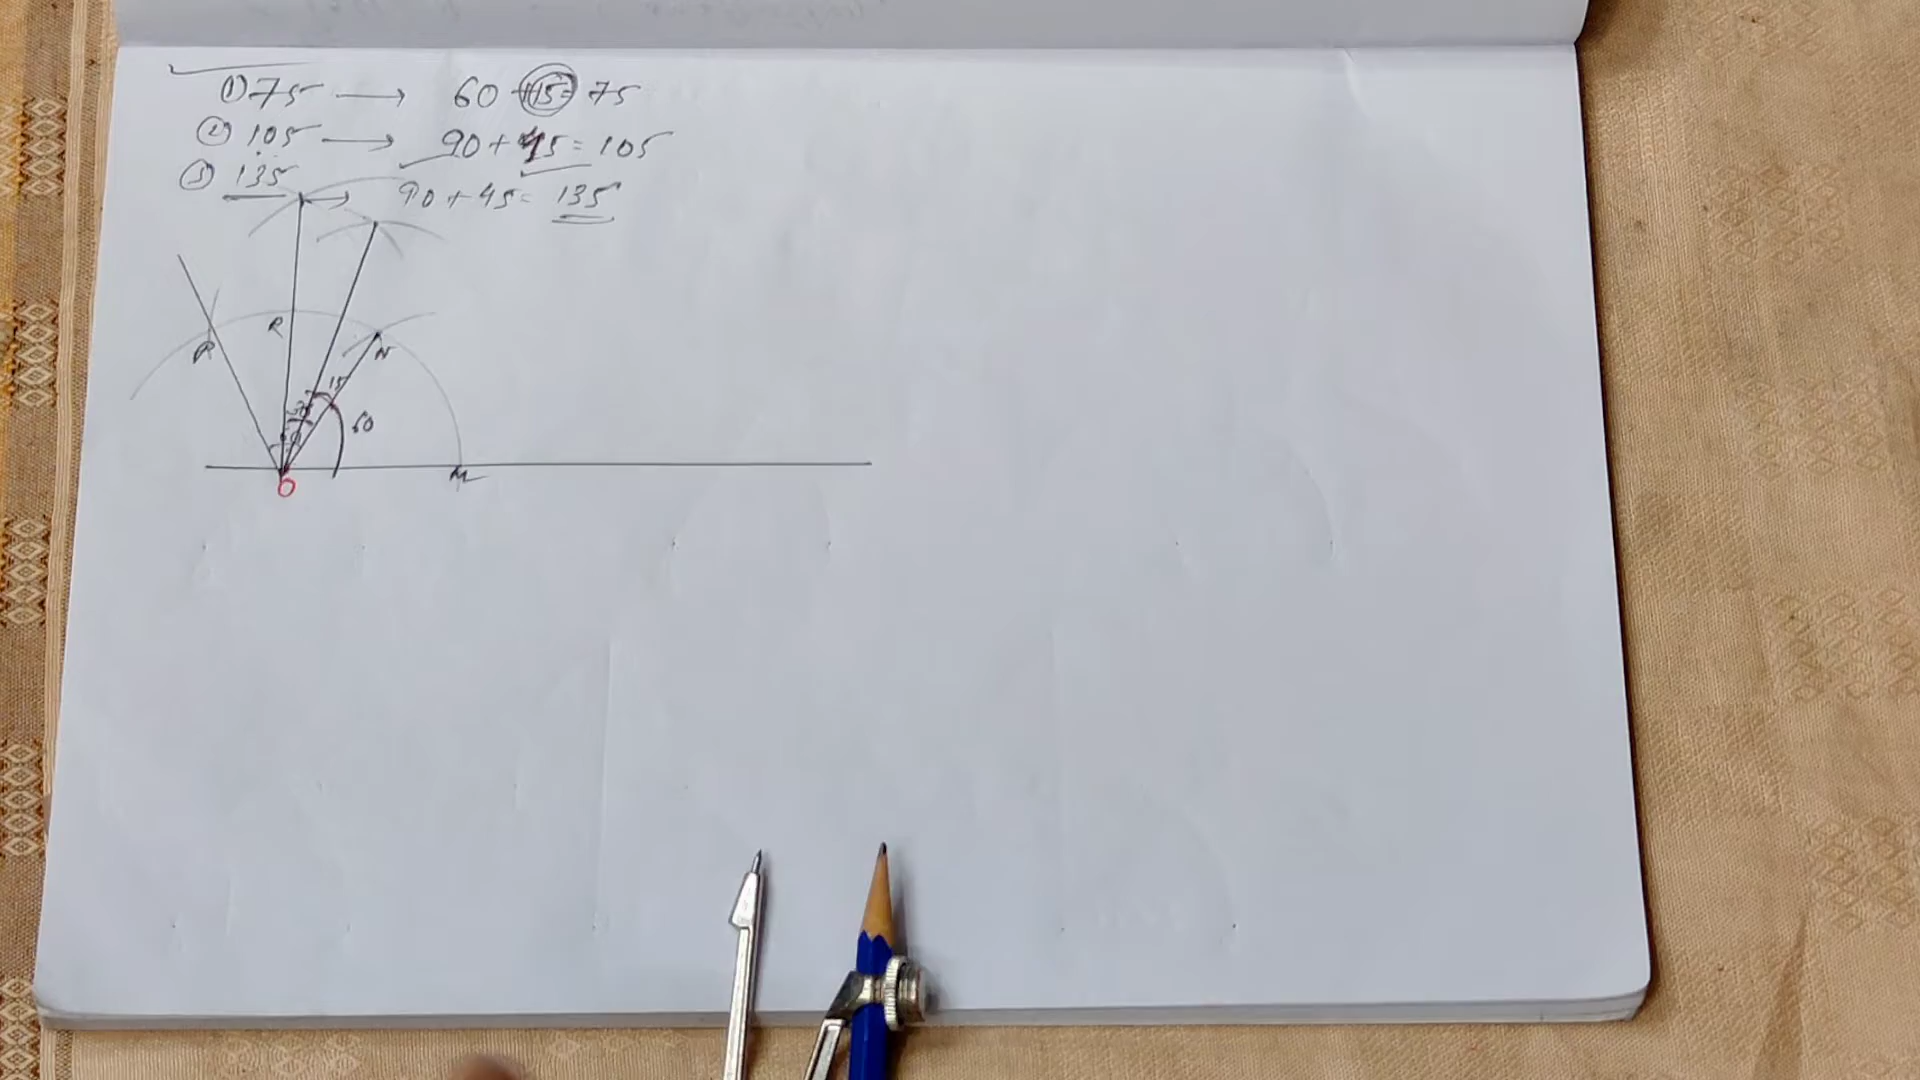 ① 75 → 60 +15= 75
② 105 → 90 + 15 = 105
③ 135 → 90 + 45 = 135
R
N
15
60
M
O